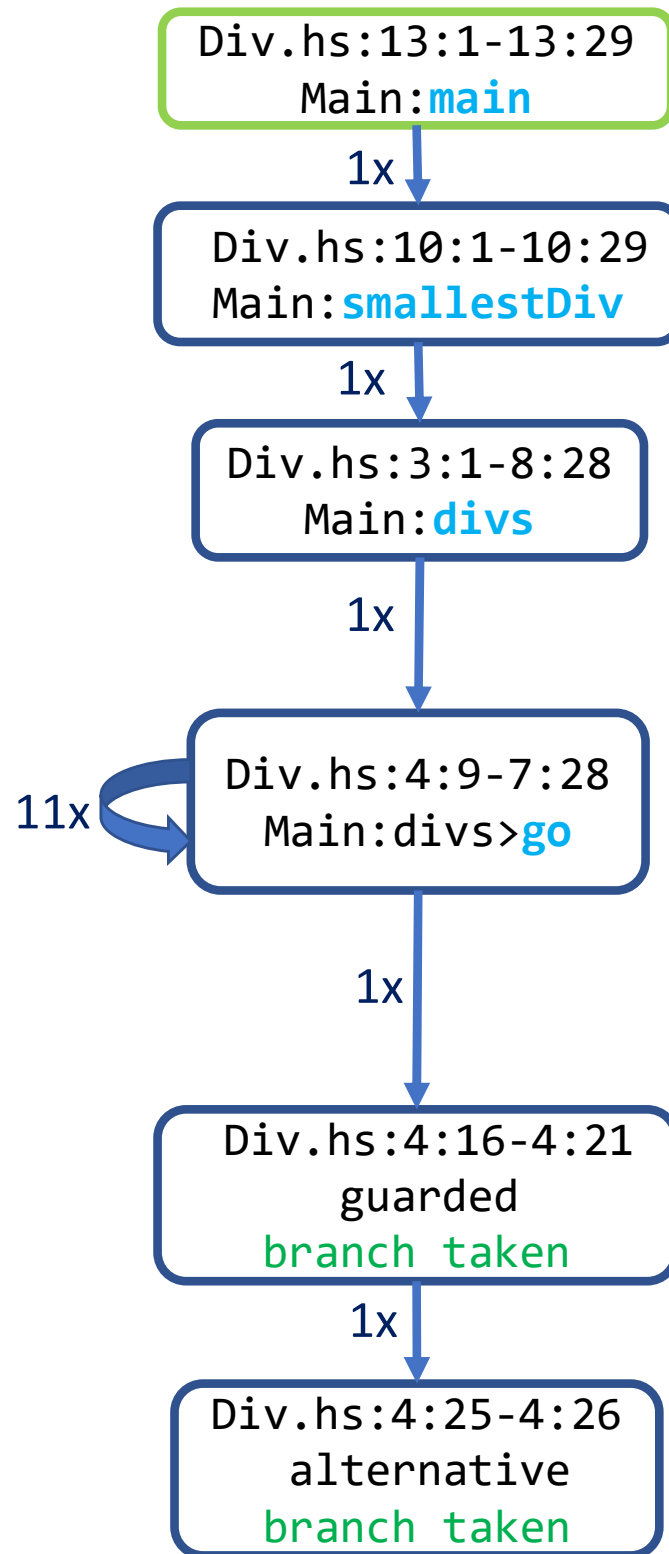 Div.hs:13:1-13:29
Main:main
1x
Div.hs:10:1-10:29
Main:smallestDiv
1x
Div.hs:3:1-8:28
Main:divs
1x
Div.hs:4:9-7:28
Main:divs>go
11x
1x
Div.hs:4:16-4:21
guarded
branch taken
1x
Div.hs:4:25-4:26
alternative
branch taken